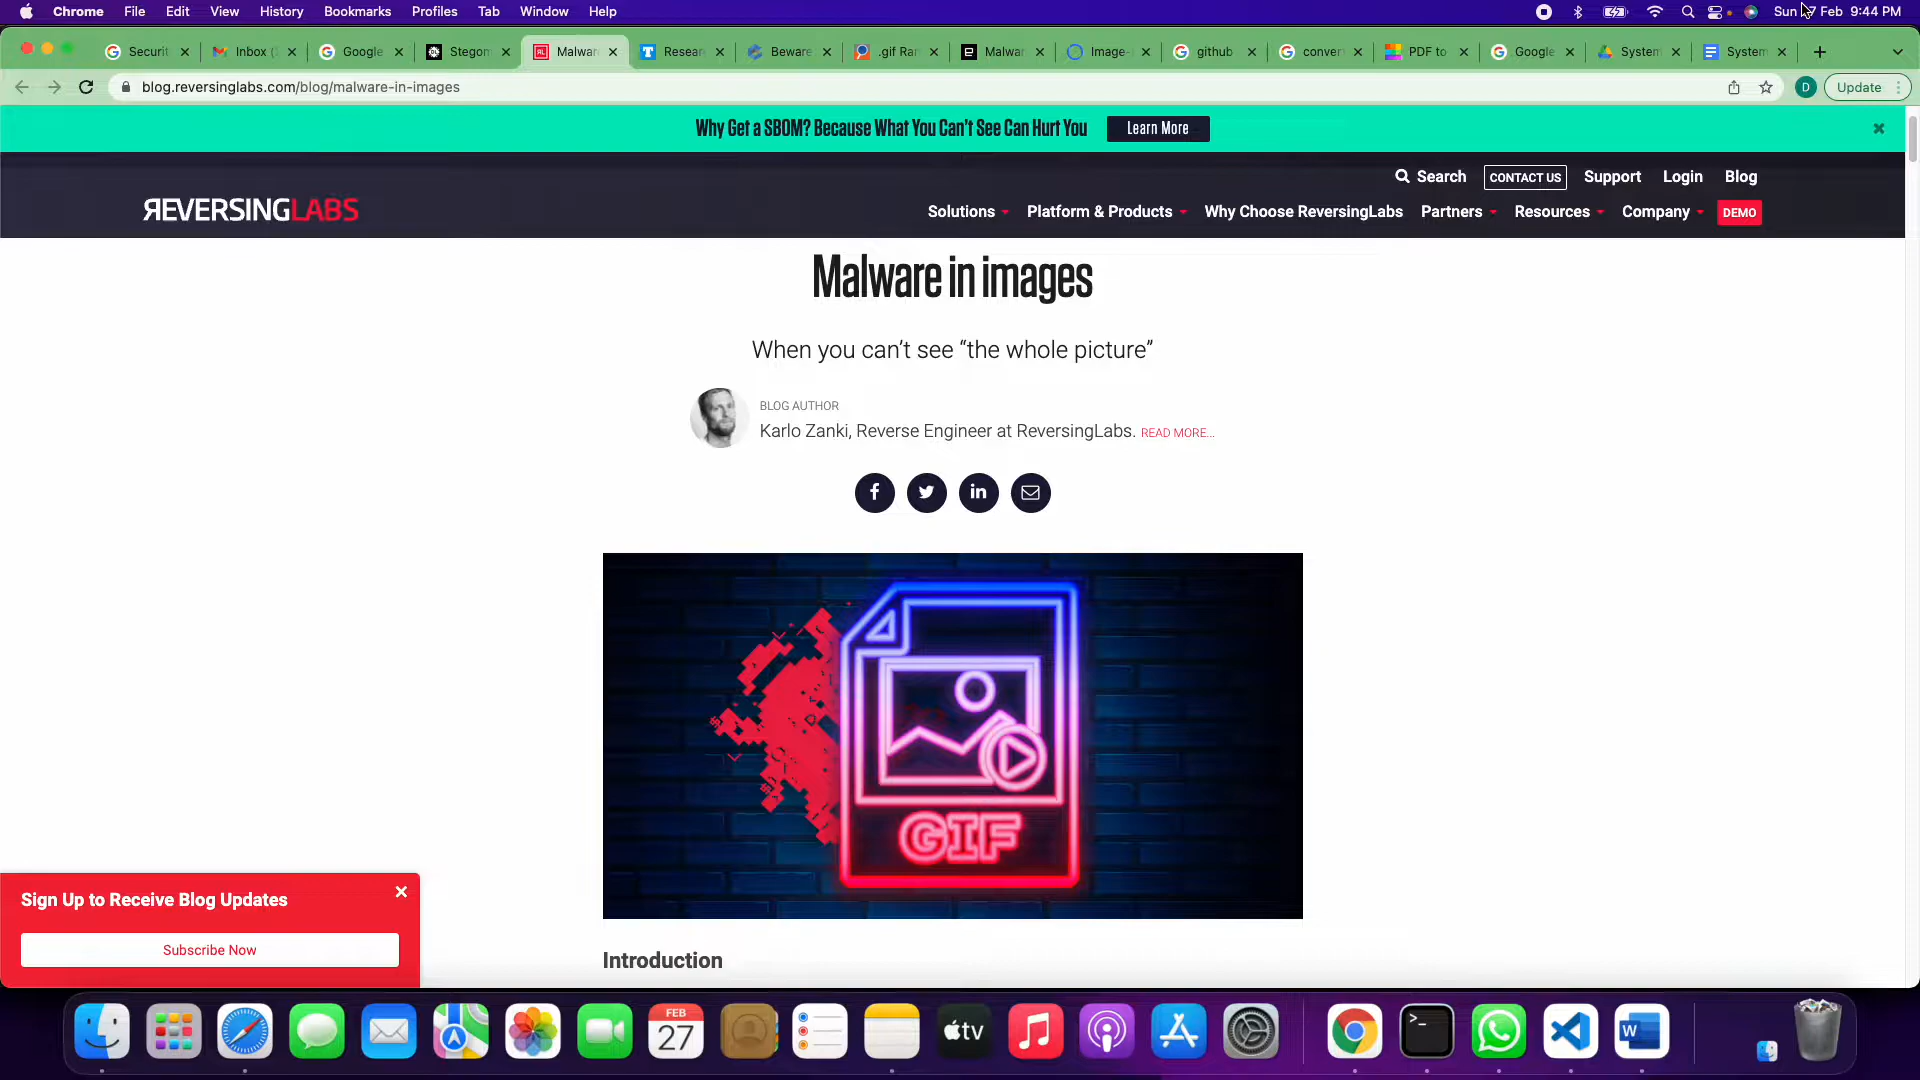 Chrome File Edit View History Bookmarks Profiles Tab Window Help
Feb 9:44 PM
Securit
Inbox (
Google
Stegom
Malwar
Resear
Beware
.gif Ran
Malwar
Image-
github
conver
PDF to
Google
System
System
blog.reversinglabs.com/blog/malware-in-images
D
Update
Why Get a SBOM? Because What You Can't See Can Hurt You
Learn More
Search
CONTACT US
Support
Login
Blog
REVERSINGLABS
Solutions
Platform & Products
Why Choose ReversingLabs
Partners
Resources
Company
DEMO
Malware in images
When you can't see “the whole picture”
BLOG AUTHOR
Karlo Zanki, Reverse Engineer at ReversingLabs. READ MORE...
GIF
Sign Up to Receive Blog Updates
Subscribe Now
Introduction
FEB
27
tv
W